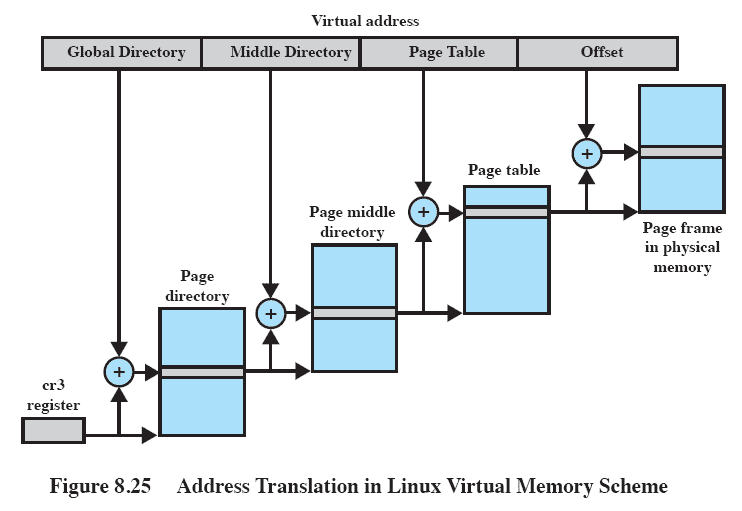 Virtual address
Global Directory
Middle Directory
Page Table
Offset
Page table
Page middle
directory
Page frame
in physical
memory
Page
directory
cr3
register
+
+
+
+
Figure 8.25 Address Translation in Linux Virtual Memory Scheme